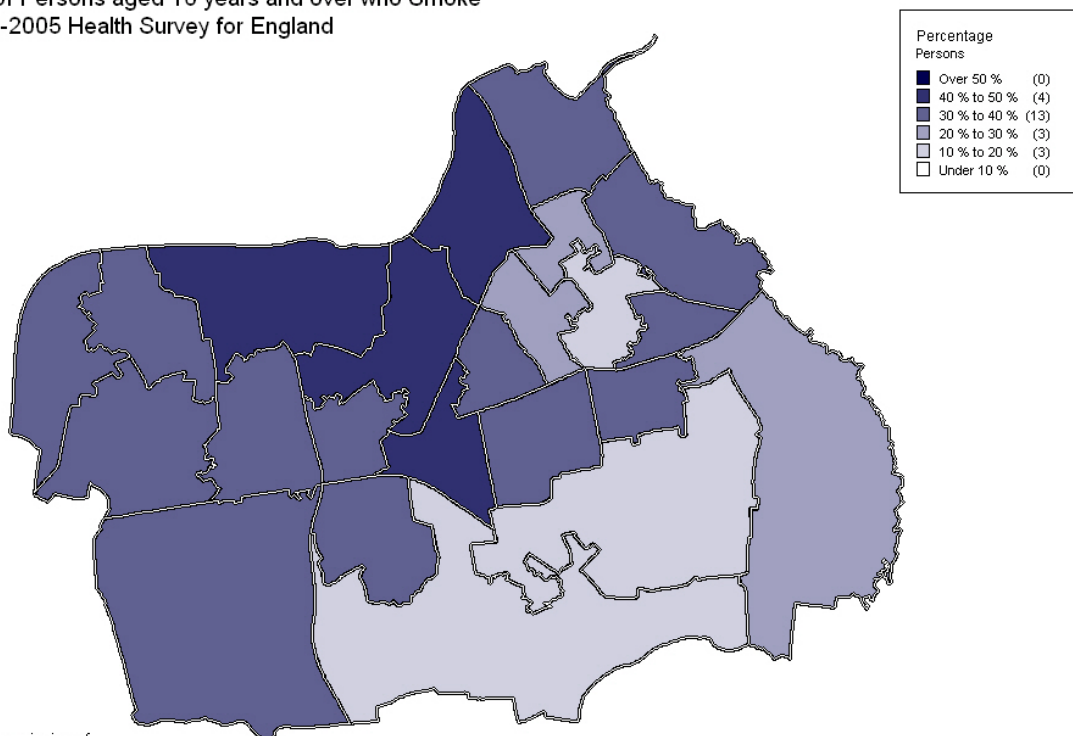 of Persons aged 16 years and over who Smoke
-2005 Health Survey for England
Percentage
Persons
Over 50 % (0)
40 % to 50 % (4)
30 % to 40 % (13)
20 % to 30 % (3)
10 % to 20 % (3)
Under 10 % (0)